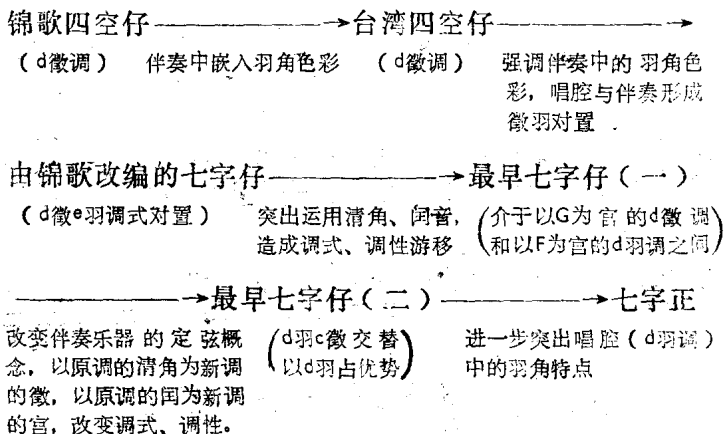 锦歌四空仔————→台湾四空仔————→
（d徵调） 伴奏中嵌入羽角色彩 （d徵调） 强调伴奏中的羽角色
彩，唱腔与伴奏形成
徵羽对置
由锦歌改编的七字仔————→最早七字仔（一）
（d徵e羽调式对置） 突出运用清角、闰音， （介于以G为宫的d徵调
造成调式、调性游移 和以F为宫的d羽调之间）
————→最早七字仔（二）————→七字正
改变伴奏乐器的定弦概 （d羽c徵交替 进一步突出唱腔（d羽调）
念，以原调的清角为新调 以d羽占优势） 中的羽角特点
的徵，以原调的闰为新调
的宫，改变调式、调性。